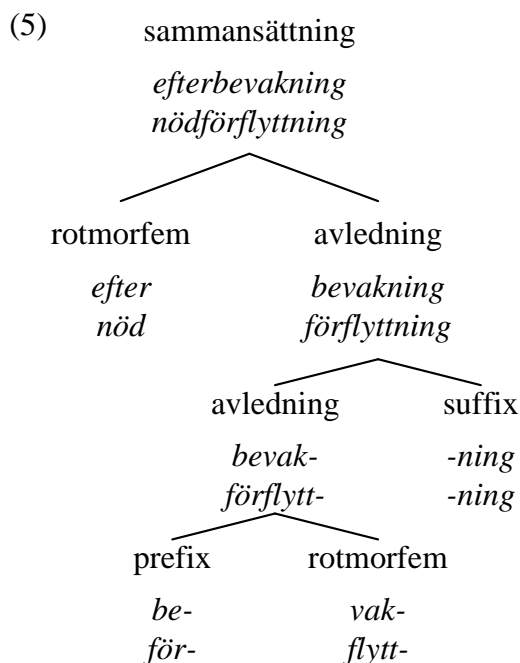 (5) sammansättning
efterbevakning
nödförflyttning
rotmorfem avledning
efter bevakning
nöd förflyttning
avledning suffix
bevak- -ning
förflytt- -ning
prefix rotmorfem
be- vak-
för- flytt-